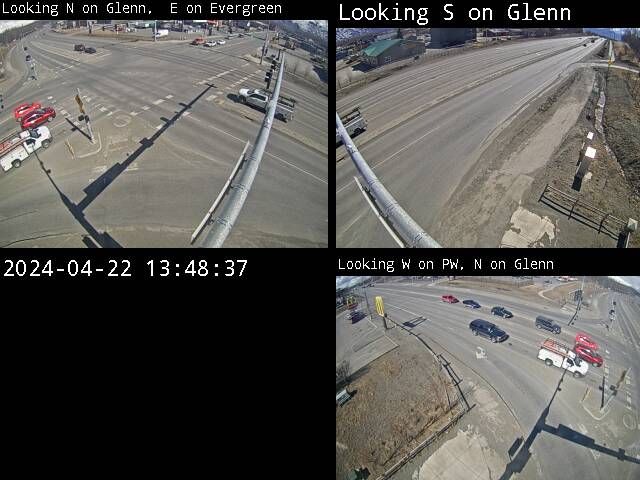 Looking N on Glenn,  E on Evergreen
Looking S on Glenn
2024-04-22 13:48:37
Looking W on PW, N on Glenn